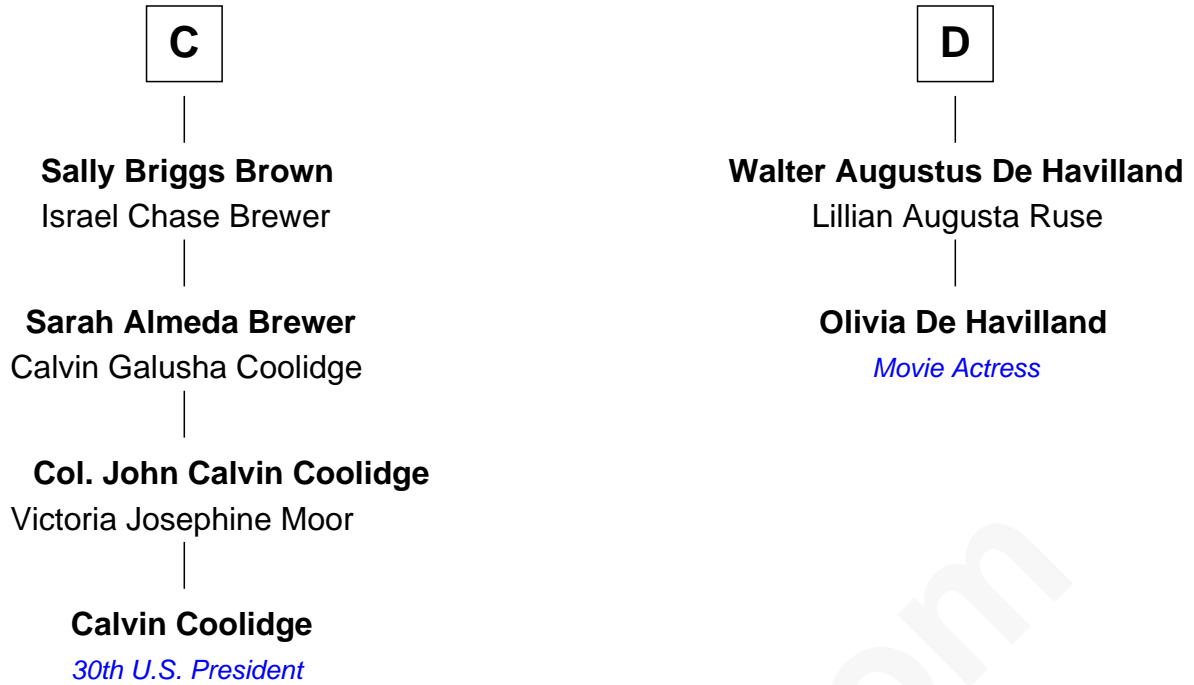 C
Sally Briggs Brown
Israel Chase Brewer
Sarah Almeda Brewer
Calvin Galusha Coolidge
Col. John Calvin Coolidge
Victoria Josephine Moor
Calvin Coolidge
30th U.S. President
D
Walter Augustus De Havilland
Lillian Augusta Ruse
Olivia De Havilland
Movie Actress
om